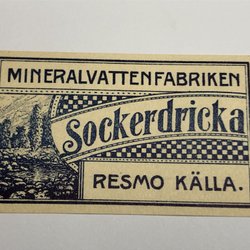 MINERALVATTENFABRIKEN
Sockerdricka
RESMO KÄLLA.